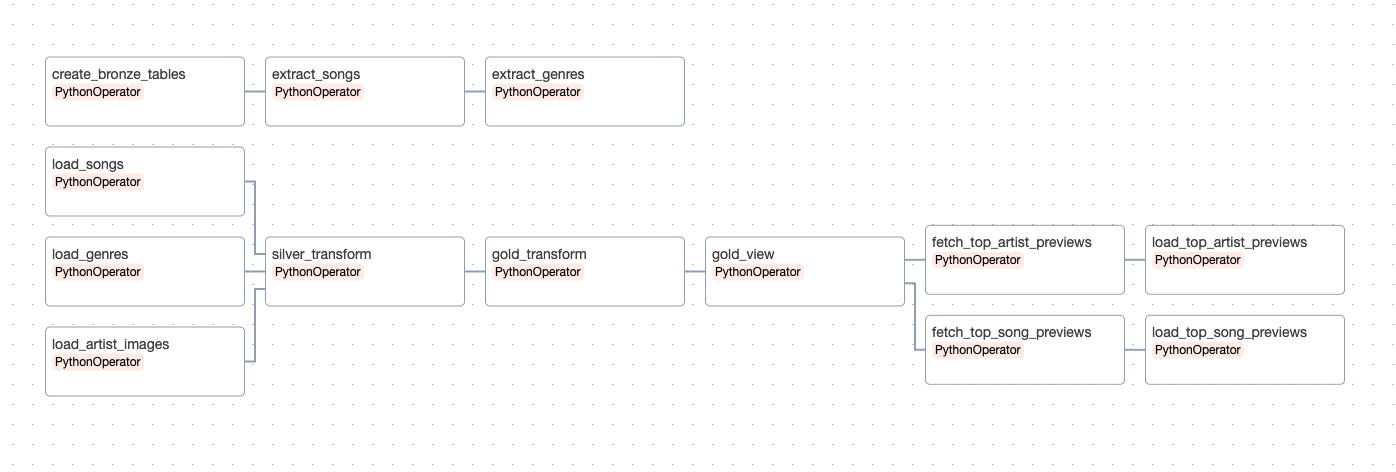 create_bronze_tables
PythonOperator
extract_songs
PythonOperator
extract_genres
PythonOperator
load_songs
PythonOperator
load_genres
PythonOperator
load_artist_images
PythonOperator
silver_transform
PythonOperator
gold_transform
PythonOperator
gold_view
PythonOperator
fetch_top_artist_previews
PythonOperator
load_top_artist_previews
PythonOperator
fetch_top_song_previews
PythonOperator
load_top_song_previews
PythonOperator